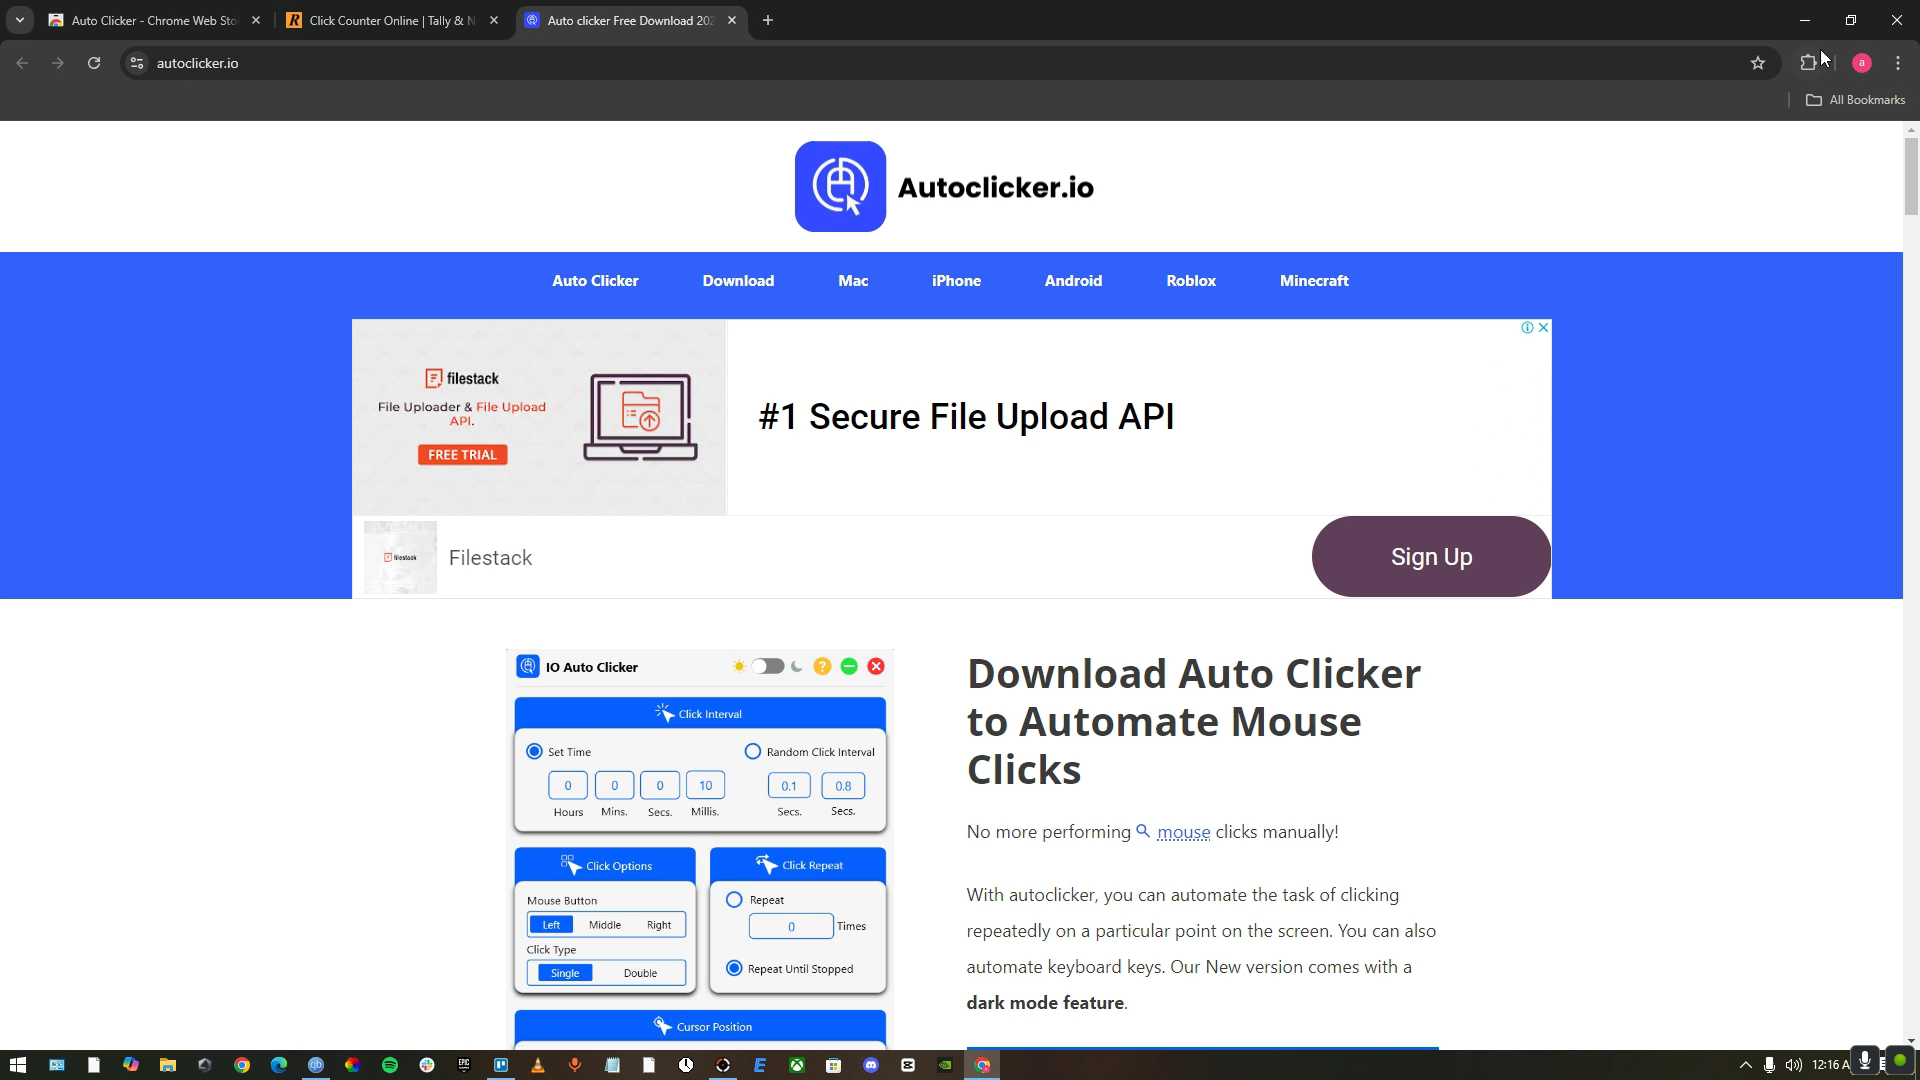 Auto Clicker - Chrome Web Sto
Click Counter Online | Tally & N
Auto clicker Free Download 202
autoclicker.io
a
All Bookmarks
Autoclicker.io
Auto Clicker
Download
Mac
iPhone
Android
Roblox
Minecraft
filestack
File Uploader & File Upload
API.
FREE TRIAL
#1 Secure File Upload API
filestack
Filestack
Sign Up
IO Auto Clicker
?
Click Interval
Set Time
Random Click Interval
0 0 0 10 0.1 0.8
Hours Mins. Secs. Millis. Secs. Secs.
Click Options
Click Repeat
Mouse Button
Left Middle Right
Click Type
Single Double
Repeat
0 Times
Repeat Until Stopped
Cursor Position
Download Auto Clicker
to Automate Mouse
Clicks
No more performing mouse clicks manually!
With autoclicker, you can automate the task of clicking
repeatedly on a particular point on the screen. You can also
automate keyboard keys. Our New version comes with a
dark mode feature.
EPIC
12:16 A